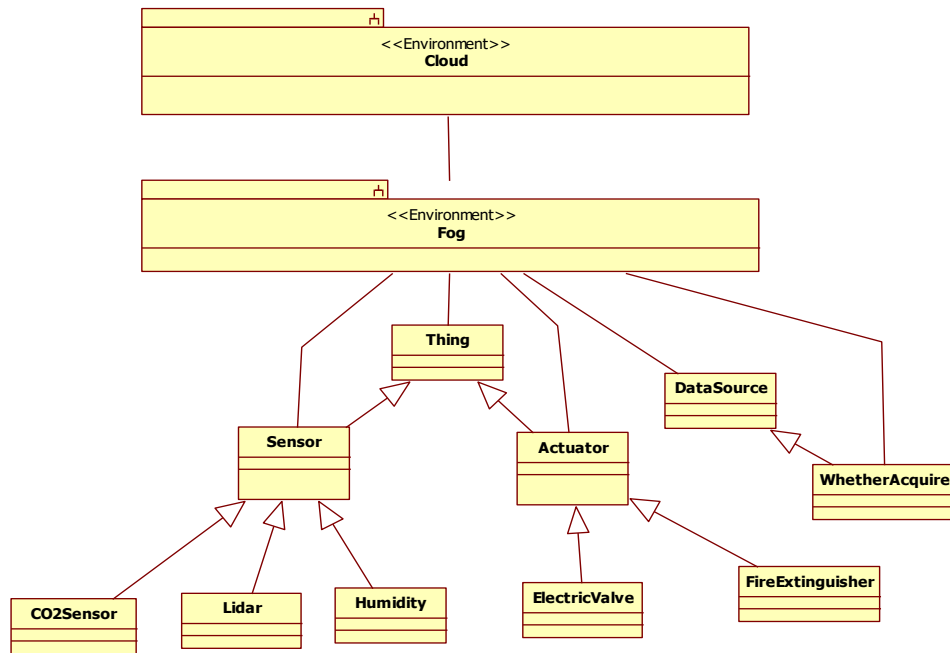 <<Environment>>
Cloud
<<Environment>>
Fog
Thing
DataSource
Sensor
Actuator
WhetherAcquire
CO2Sensor
Lidar
Humidity
ElectricValve
FireExtinguisher